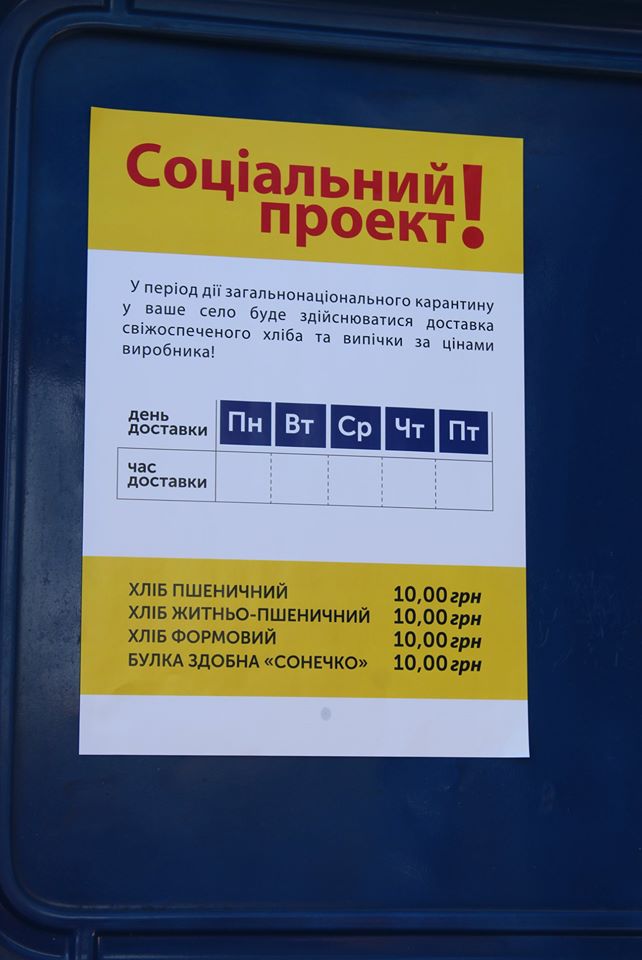 Соціальний
проект!
У період дії загальнонаціонального карантину
у ваше село буде здійснюватися доставка
свіжоспеченого хліба та випічки за цінами
виробника!
день
доставки
Пн Вт Ср Чт Пт
час
доставки
ХЛІБ ПШЕНИЧНИЙ 10,00 грн
ХЛІБ ЖИТНЬО-ПШЕНИЧНИЙ 10,00 грн
ХЛІБ ФОРМОВИЙ 10,00 грн
БУЛКА ЗДОБНА «СОНЕЧКО» 10,00 грн